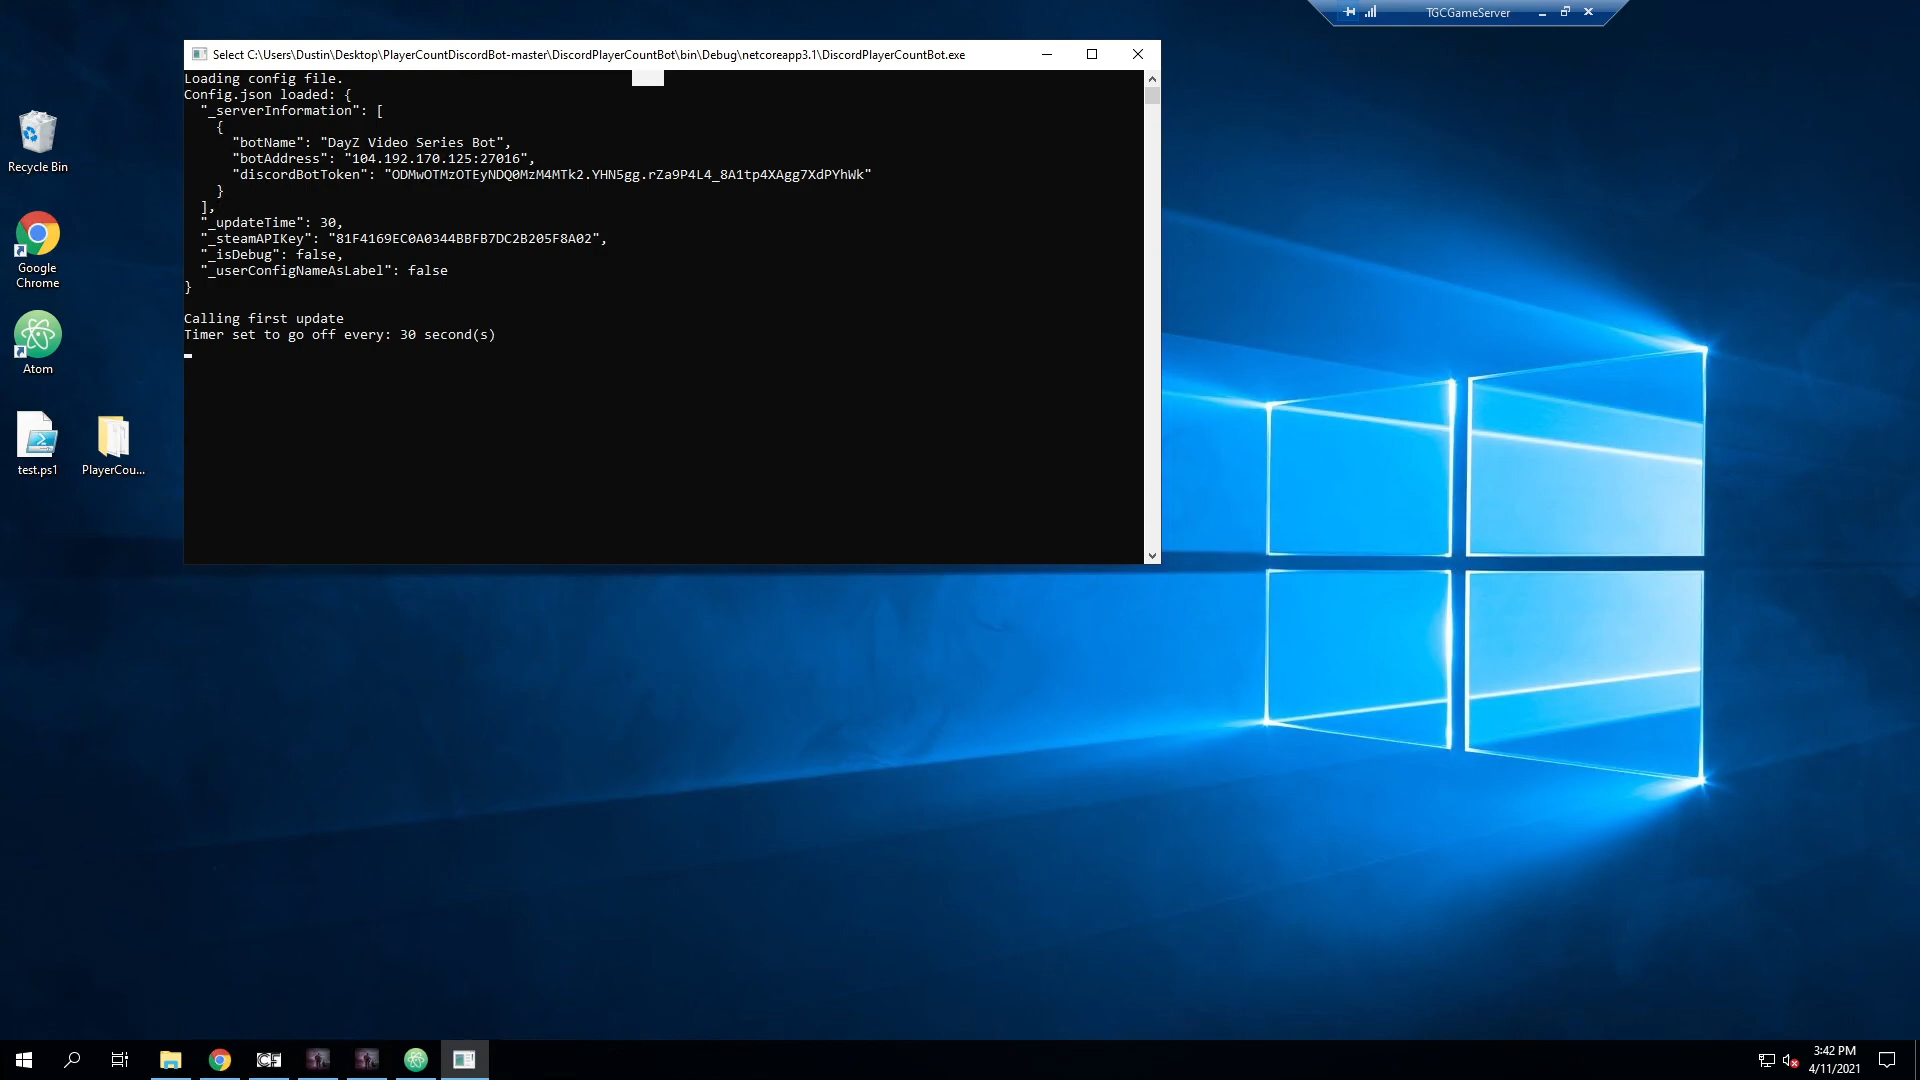 TGCGameServer
Select C:\Users\Dustin\Desktop\PlayerCountDiscordBot-master\DiscordPlayerCountBot\bin\Debug\netcoreapp3.1\DiscordPlayerCountBot.exe
Loading config file.
Config.json loaded: {
  "_serverInformation": [
    {
      "botName": "DayZ Video Series Bot",
      "botAddress": "104.192.170.125:27016",
      "discordBotToken": "ODMwOTMzOTEyNDQ0MzM4MTk2.YHN5gg.rZa9P4L4_8A1tp4XAgg7XdPYhWk"
    }
  ],
  "_updateTime": 30,
  "_steamAPIKey": "81F4169EC0A0344BBFB7DC2B205F8A02",
  "_isDebug": false,
  "_userConfigNameAsLabel": false
}
Calling first update
Timer set to go off every: 30 second(s)
Recycle Bin
Google
Chrome
Atom
test.ps1
PlayerCou...
CF
3:42 PM
4/11/2021